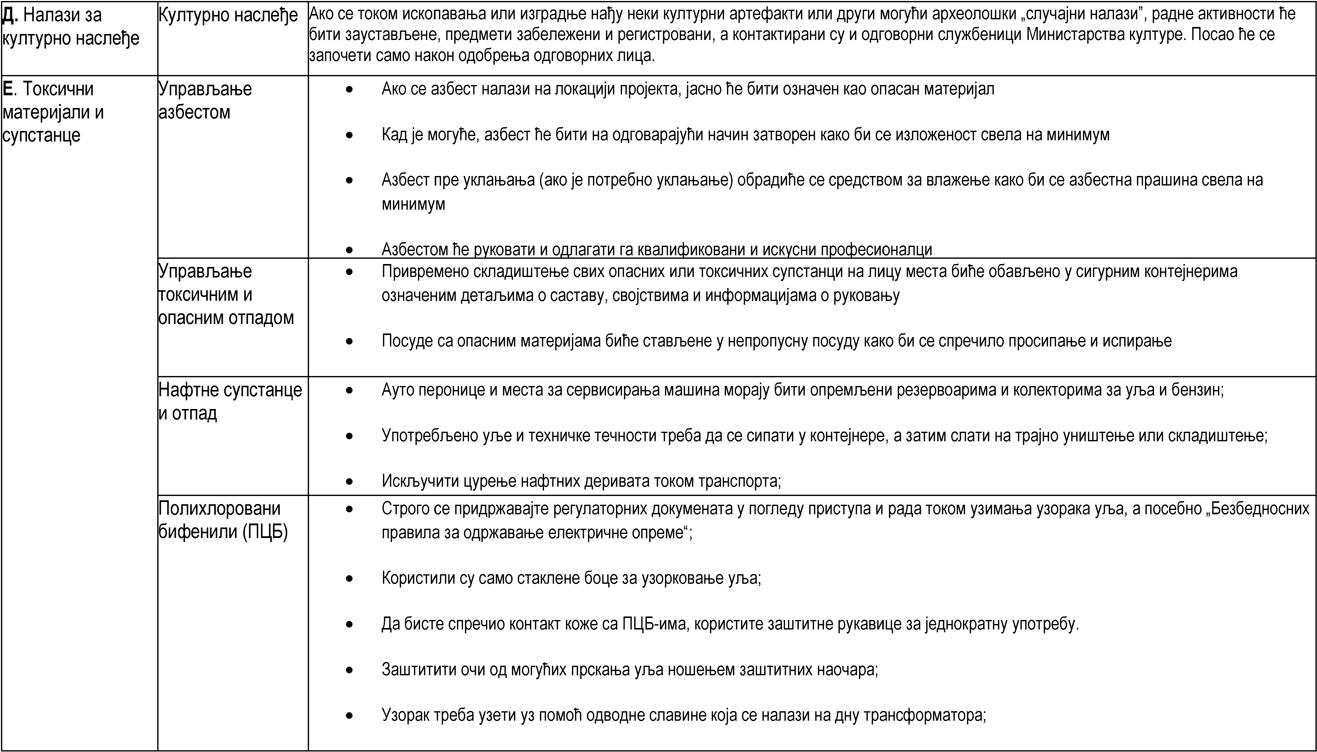 Д. Налази за
културно наслеђе
Културно наслеђе
Ако се током ископавања или изградње нађу неки културни артефакти или други могући археолошки „случајни налази”, радне активности ће
бити заустављене, предмети забележени и регистровани, а контактирани су и одговорни службеници Министарства културе. Посао ће се
започети само након одобрења одговорних лица.
Е. Токсични
материјали и
супстанце
Управљање
азбестом
• Ако се азбест налази на локацији пројекта, јасно ће бити означен као опасан материјал
• Кад је могуће, азбест ће бити на одговарајући начин затворен како би се изложеност свела на минимум
• Азбест пре уклањања (ако је потребно уклањање) обрадиће се средством за влажење како би се азбестна прашина свела на
минимум
• Азбестом ће руковати и одлагати га квалификовани и искусни професионалци
Управљање
токсичним и
опасним отпадом
• Привремено складиштење свих опасних или токсичних супстанци на лицу места биће обављено у сигурним контејнерима
означеним детаљима о саставу, својствима и информацијама о руковању
• Посуде са опасним материјама биће стављене у непропусну посуду како би се спречило просипање и испирање
Нафтне супстанце
и отпад
• Ауто перонице и места за сервисирања машина морају бити опремљени резервоарима и колекторима за уља и бензин;
• Употребљено уље и техничке течности треба да се сипати у контејнере, а затим слати на трајно уништење или складиштење;
• Искључити цурење нафтних деривата током транспорта;
Полихлоровани
бифенили (ПЦБ)
• Строго се придржавајте регулаторних докумената у погледу приступа и рада током узимања узорака уља, а посебно „Безбедносних
правила за одржавање електричне опреме“;
• Користили су само стаклене боце за узорковање уља;
• Да бисте спречио контакт коже са ПЦБ-има, користите заштитне рукавице за једнократну употребу.
• Заштитити очи од могућих прскања уља ношењем заштитних наочара;
• Узорак треба узети уз помоћ одводне славине која се налази на дну трансформатора;